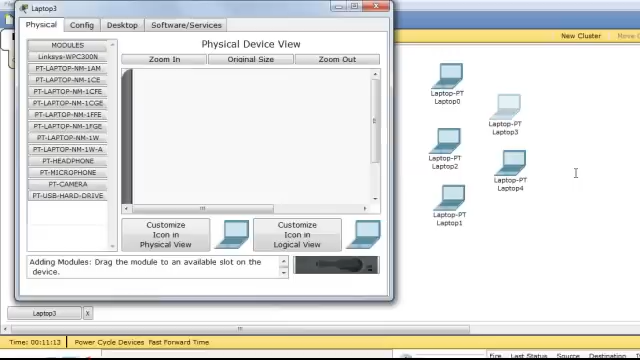 Laptop3
Physical
Config
Desktop
Software/Services
MODULES
Linksys-WPC300N
PT-LAPTOP-NM-1AM
PT-LAPTOP-NM-1CE
PT-LAPTOP-NM-1CFE
PT-LAPTOP-NM-1CGE
PT-LAPTOP-NM-1FFE
PT-LAPTOP-NM-1FGE
PT-LAPTOP-NM-1W
PT-LAPTOP-NM-1W-A
PT-HEADPHONE
PT-MICROPHONE
PT-CAMERA
PT-USB-HARD-DRIVE
Physical Device View
Zoom In
Original Size
Zoom Out
Customize
Icon in
Physical View
Customize
Icon in
Logical View
Adding Modules: Drag the module to an available slot on the
device.
New Cluster
Laptop-PT
Laptop0
Laptop-PT
Laptop3
Laptop-PT
Laptop2
Laptop-PT
Laptop4
Laptop-PT
Laptop1
Laptop3
X
Time: 00:11:13
Power Cycle Devices
Fast Forward Time
Fire
Last Status
Source
Destination